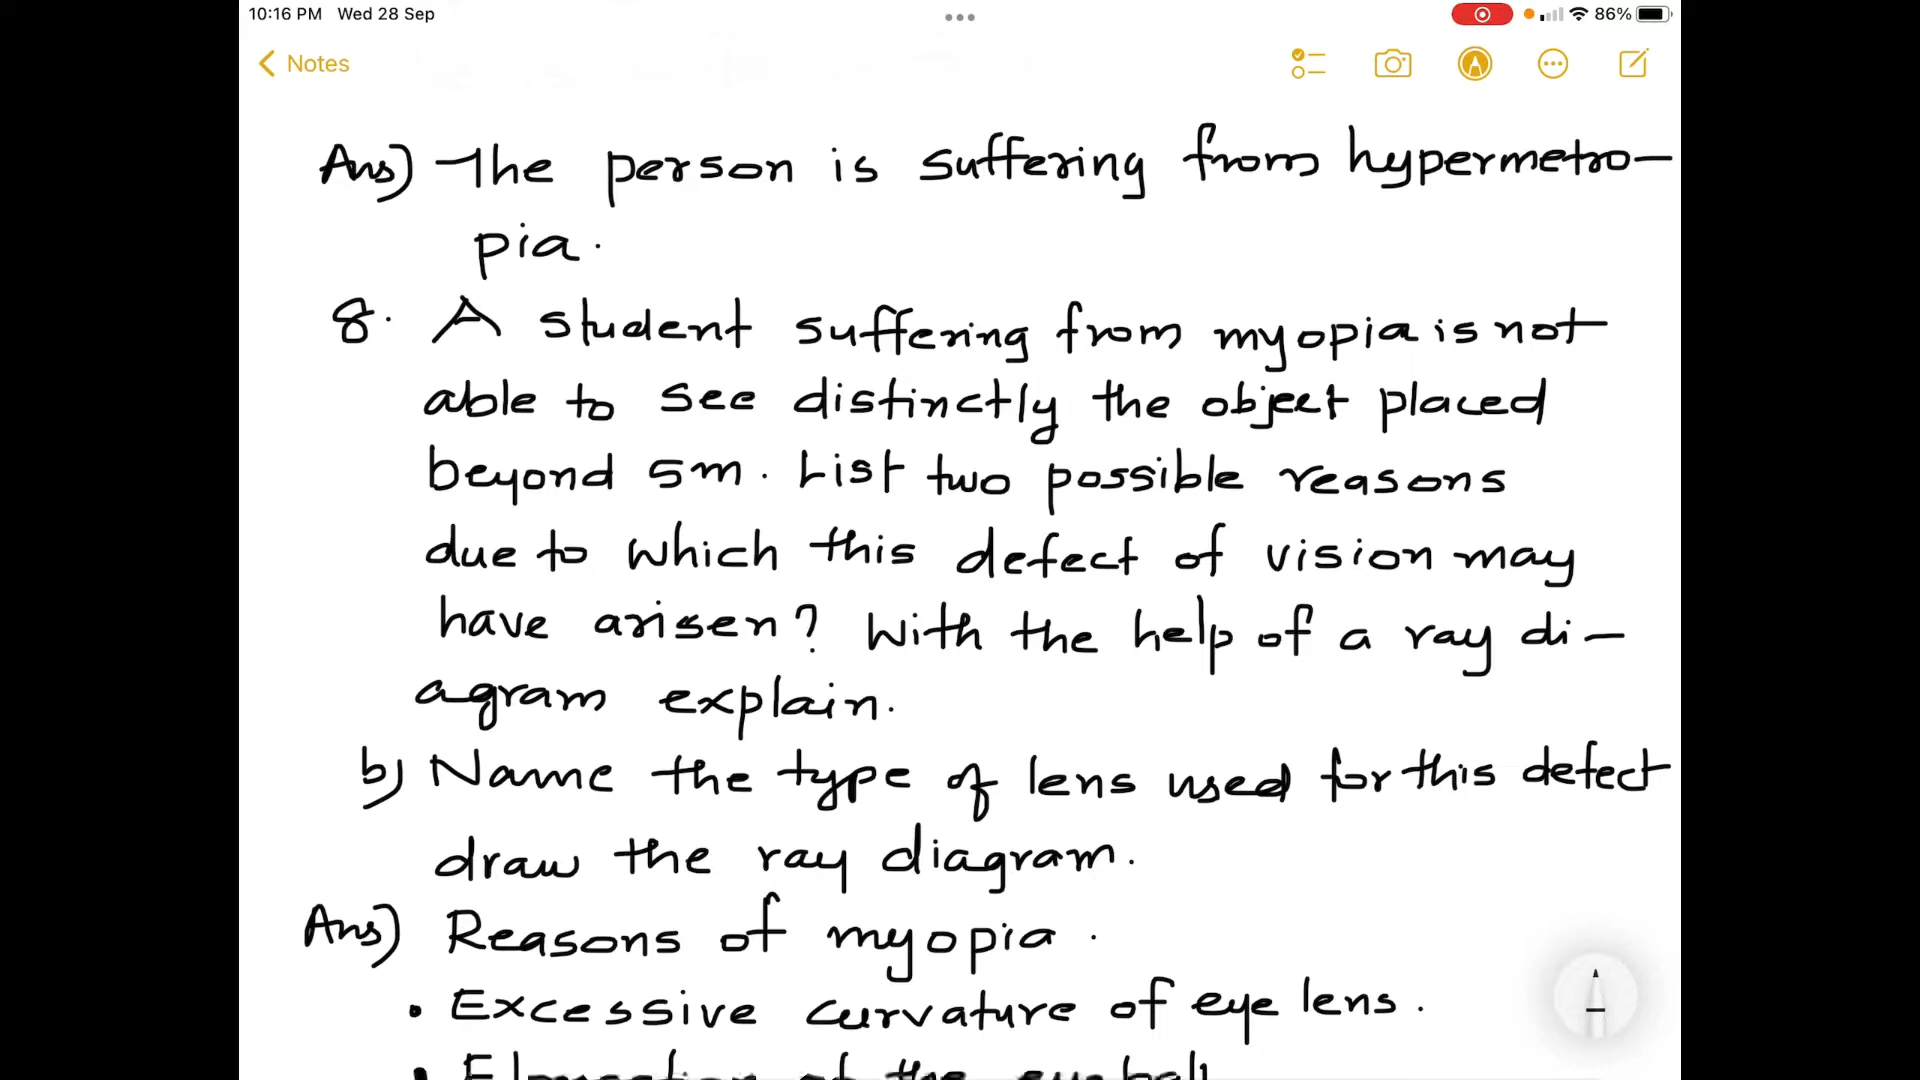 10:16 PM Wed 28 Sep
86%
Notes
Ans) The person is suffering from hypermetro-
pia.
8. A student suffering from myopia is not
able to see distinctly the object placed
beyond 5m. List two possible reasons
due to which this defect of vision may
have arisen? With the help of a ray di-
agram explain.
b) Name the type of lens used for this defect
draw the ray diagram.
Ans) Reasons of myopia.
• Excessive curvature of eye lens.
• Elongation of the eyeball